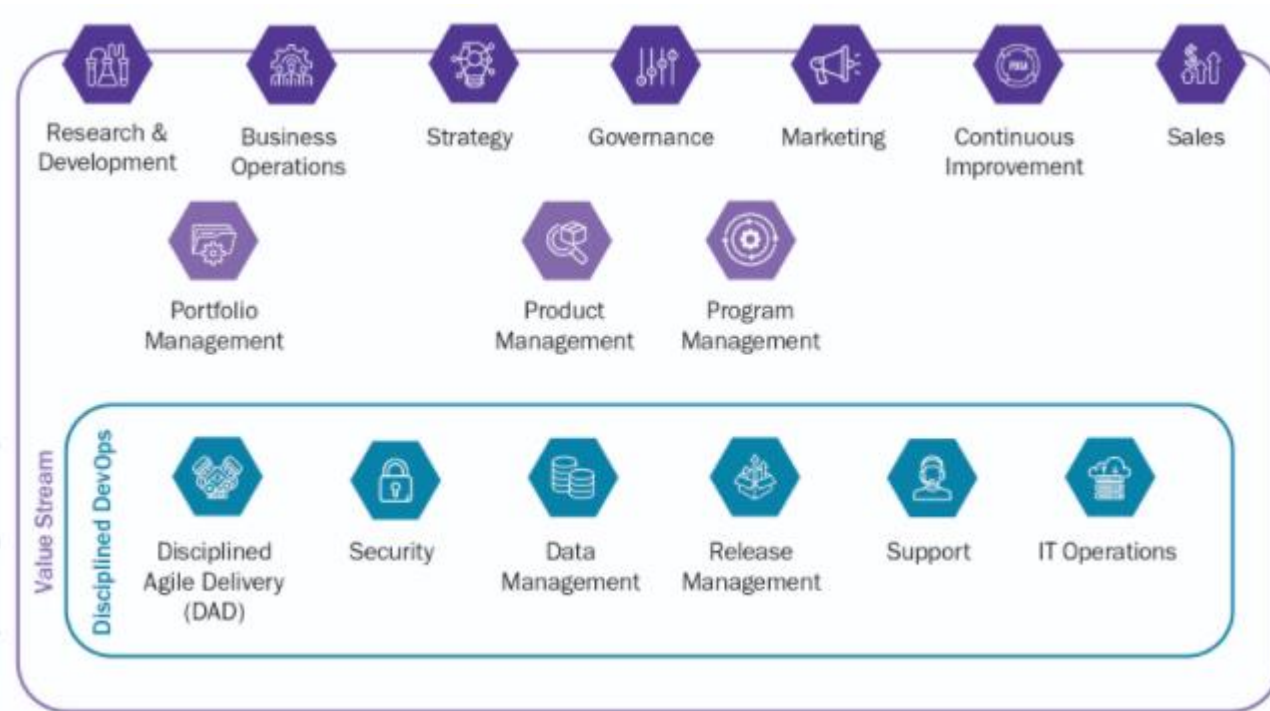 Research &
Development
Business
Operations
Strategy
Governance
Marketing
Continuous
Improvement
Sales
Portfolio
Management
Product
Management
Program
Management
Value Stream
Disciplined DevOps
Disciplined
Agile Delivery
(DAD)
Security
Data
Management
Release
Management
Support
IT Operations